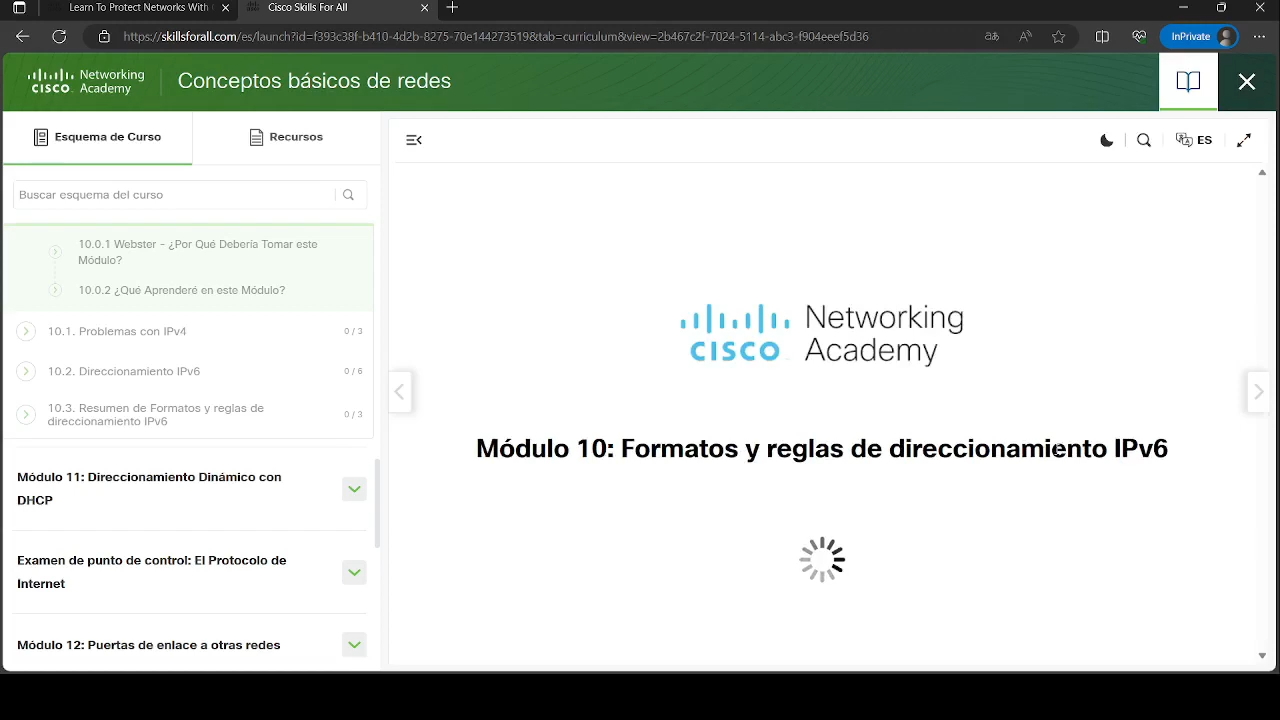 Learn To Protect Networks With
Cisco Skills For All
https://skillsforall.com/es/launch?id=f393c38f-b410-4d2b-8275-70e144273519&tab=curriculum&view=2b467c2f-7024-5114-abc3-f904eeef5d36
InPrivate
CISCO Networking Academy
Conceptos básicos de redes
Esquema de Curso
Recursos
ES
Buscar esquema del curso
10.0.1 Webster - ¿Por Qué Debería Tomar este
Módulo?
10.0.2 ¿Qué Aprenderé en este Módulo?
10.1. Problemas con IPv4
0 / 3
10.2. Direccionamiento IPv6
0 / 6
10.3. Resumen de Formatos y reglas de
direccionamiento IPv6
0 / 3
Módulo 11: Direccionamiento Dinámico con
DHCP
Examen de punto de control: El Protocolo de
Internet
Módulo 12: Puertas de enlace a otras redes
CISCO Networking
Academy
Módulo 10: Formatos y reglas de direccionamiento IPv6